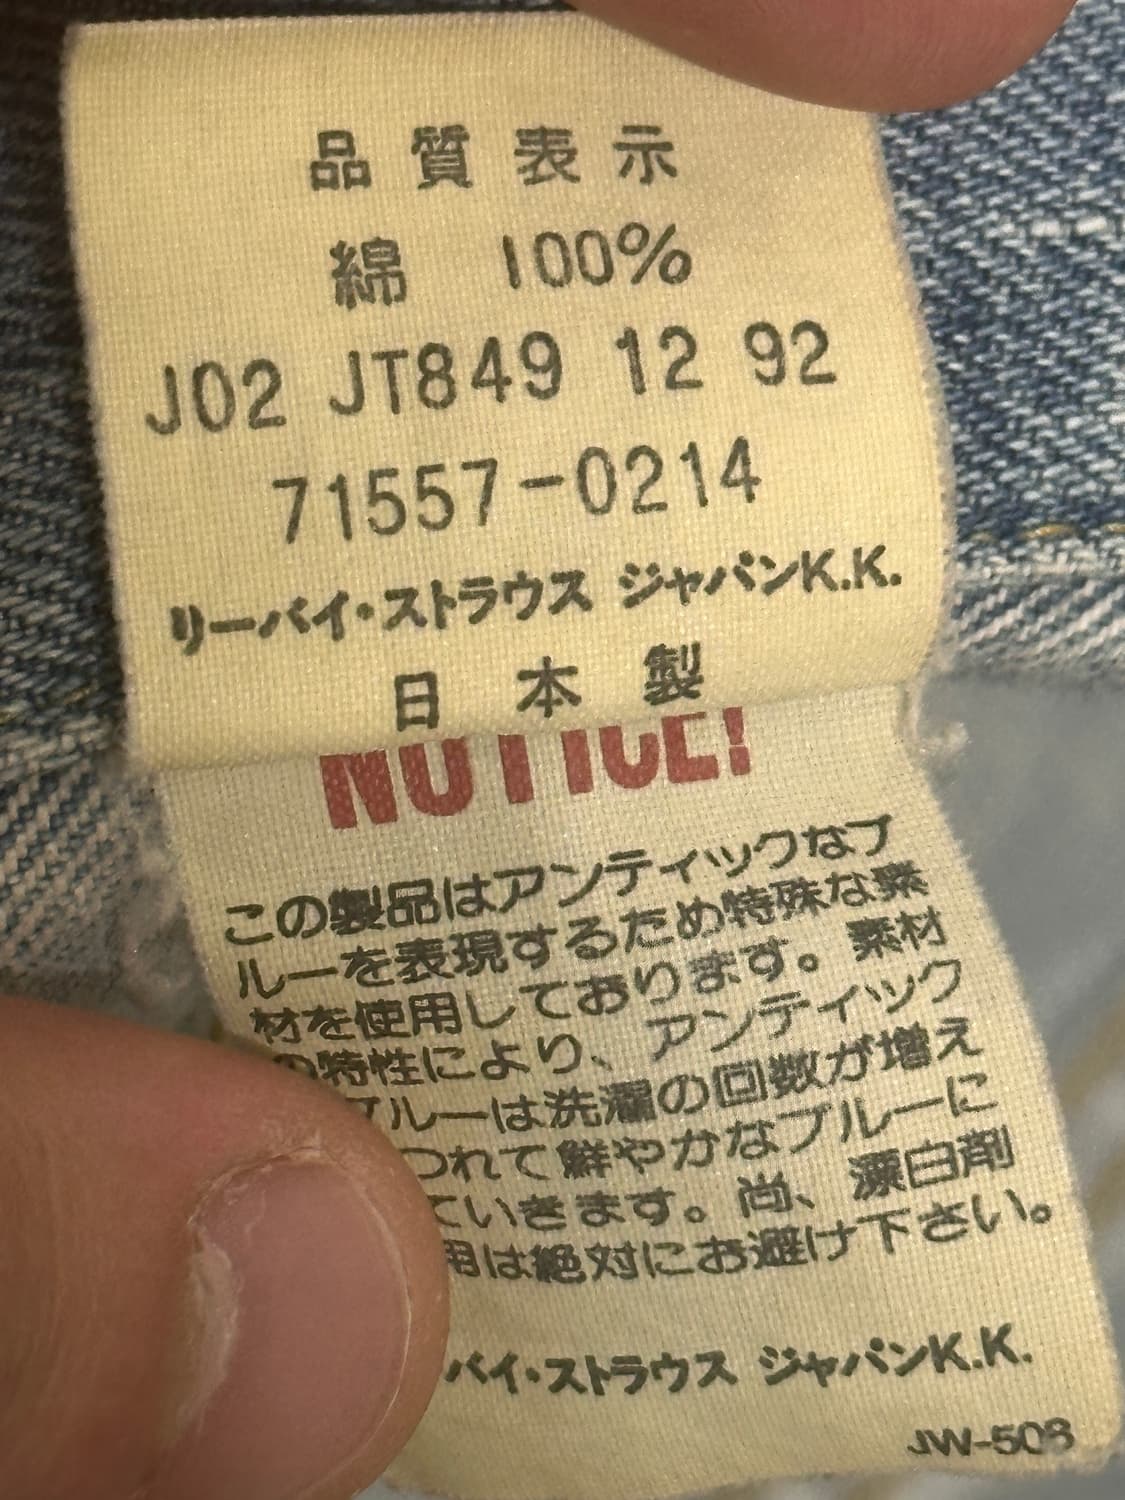 品質表示
綿 100%
J02 JT849 12 92
71557-0214
リーバイ・ストラウス ジャパンK.K.
日本製
NOTICE!
この製品はアンティックなブ
ルーを表現するため特殊な素
材を使用しております。素材
の特性により、アンティック
ブルーは洗濯の回数が増え
つれて鮮やかなブルーに
ていきます。尚、漂白剤
用は絶対にお避け下さい。
バイ・ストラウス ジャパンK.K.
JW-508